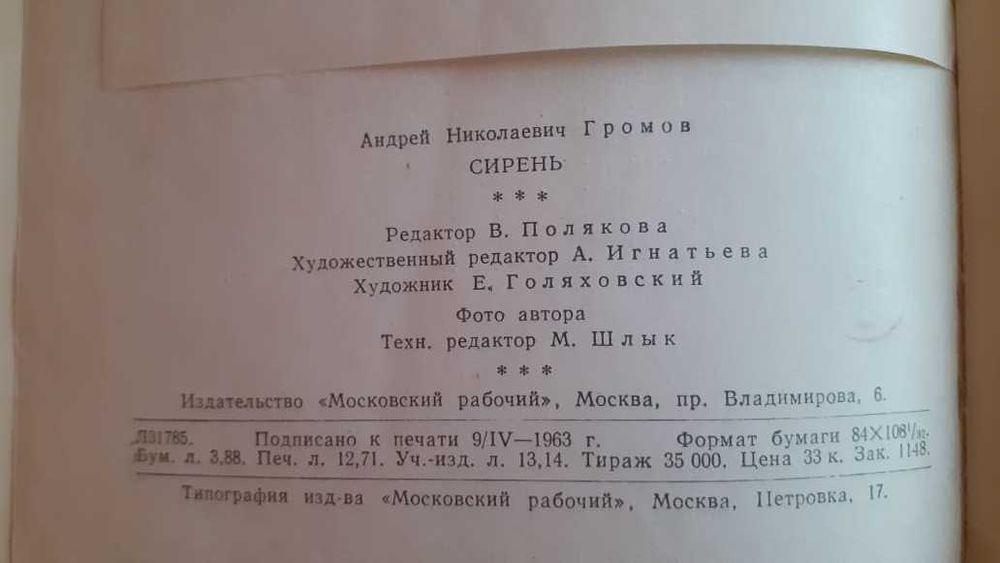 Андрей Николаевич Громов
СИРЕНЬ
* * *
Редактор В. Полякова
Художественный редактор А. Игнатьева
Художник Е. Голяховский
Фото автора
Техн. редактор М. Шлык
* * *
Издательство «Московский рабочий», Москва, пр. Владимирова, 6.
Л31785. Подписано к печати 9/IV—1963 г. Формат бумаги 84×108¹/₃₂.
Бум. л. 3,88. Печ. л. 12,71. Уч.-изд. л. 13,14. Тираж 35 000. Цена 33 к. Зак. 1148.
Типография изд-ва «Московский рабочий», Москва, Петровка, 17.